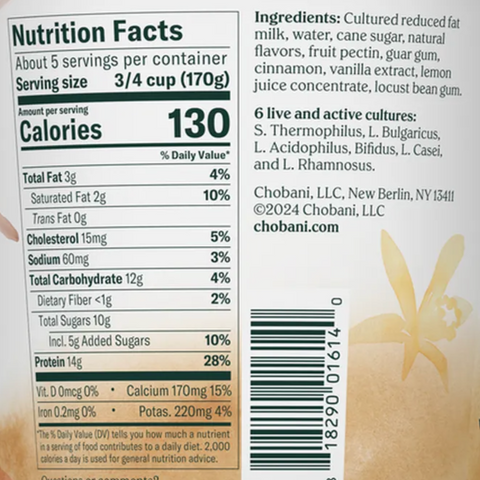 Nutrition Facts
About 5 servings per container
Serving size 3/4 cup (170g)
Amount per serving
Calories 130
% Daily Value*
Total Fat 3g 4%
Saturated Fat 2g 10%
Trans Fat 0g
Cholesterol 15mg 5%
Sodium 60mg 3%
Total Carbohydrate 12g 4%
Dietary Fiber <1g 2%
Total Sugars 10g
Incl. 5g Added Sugars 10%
Protein 14g 28%
Vit. D 0mcg 0% • Calcium 170mg 15%
Iron 0.2mg 0% • Potas. 220mg 4%
*The % Daily Value (DV) tells you how much a nutrient
in a serving of food contributes to a daily diet. 2,000
calories a day is used for general nutrition advice.
Questions or comments?
Ingredients: Cultured reduced fat
milk, water, cane sugar, natural
flavors, fruit pectin, guar gum,
cinnamon, vanilla extract, lemon
juice concentrate, locust bean gum.
6 live and active cultures:
S. Thermophilus, L. Bulgaricus,
L. Acidophilus, Bifidus, L. Casei,
and L. Rhamnosus.
Chobani, LLC, New Berlin, NY 13411
©2024 Chobani, LLC
chobani.com
18290 01614 0